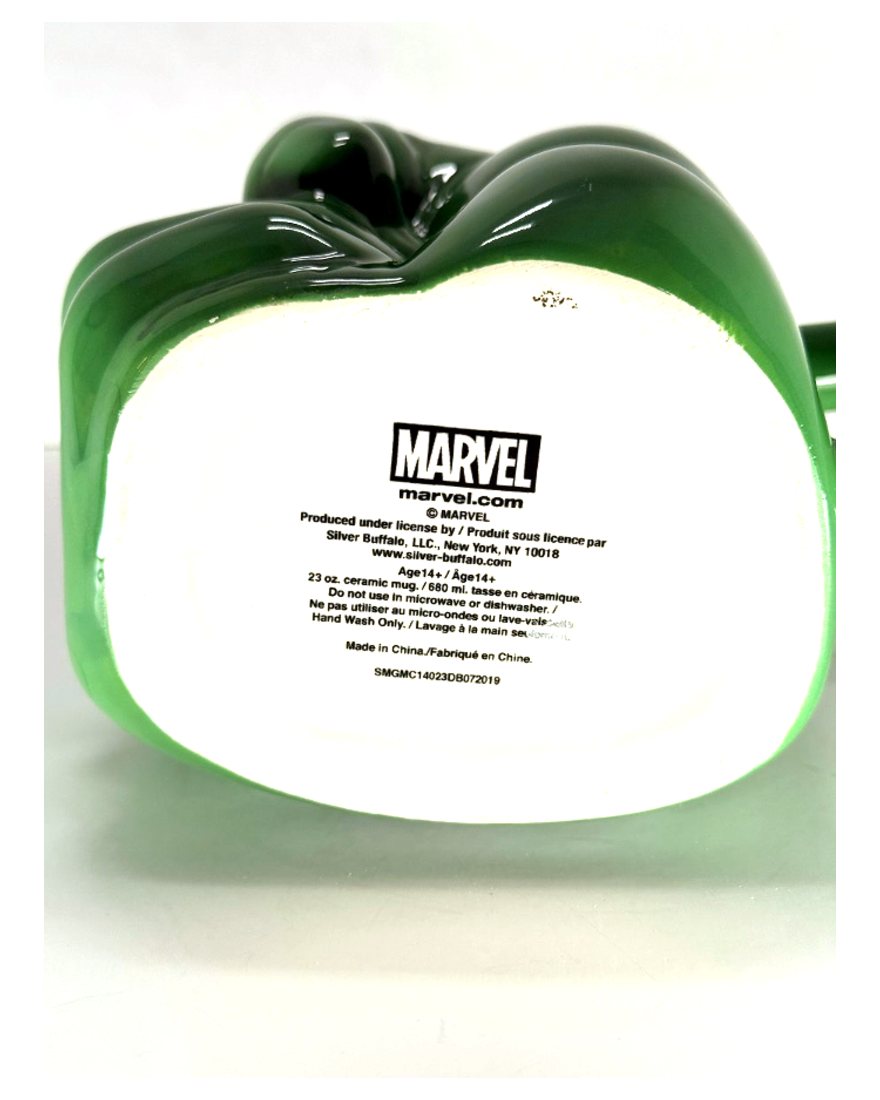 MARVEL
marvel.com
© MARVEL
Produced under license by / Produit sous licence par
Silver Buffalo, LLC., New York, NY 10018
www.silver-buffalo.com
Age14+ / Âge14+
23 oz. ceramic mug. / 680 ml. tasse en céramique.
Do not use in microwave or dishwasher. /
Ne pas utiliser au micro-ondes ou lave-vaisselle
Hand Wash Only. / Lavage à la main seulement.
Made in China./Fabriqué en Chine.
SMGMC14023DB072019